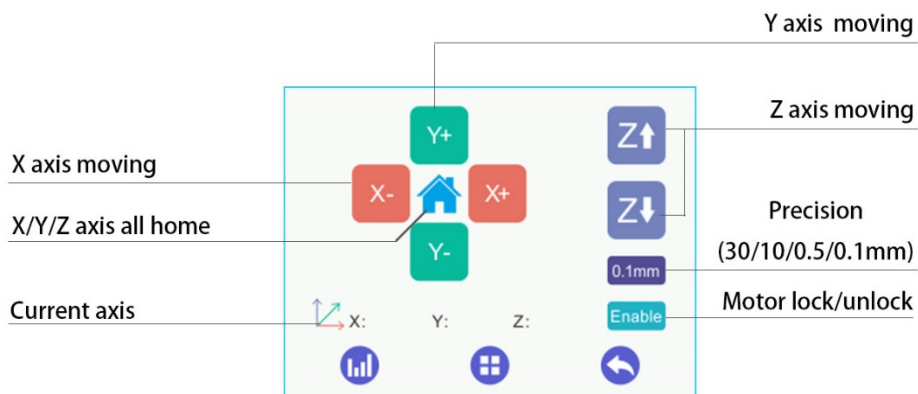 Y axis moving
Z axis moving
X axis moving
X/Y/Z axis all home
Current axis
Y+
X-
X+
Y-
Z
Z
0.1mm
Enable
Precision
(30/10/0.5/0.1mm)
Motor lock/unlock
X: Y: Z: